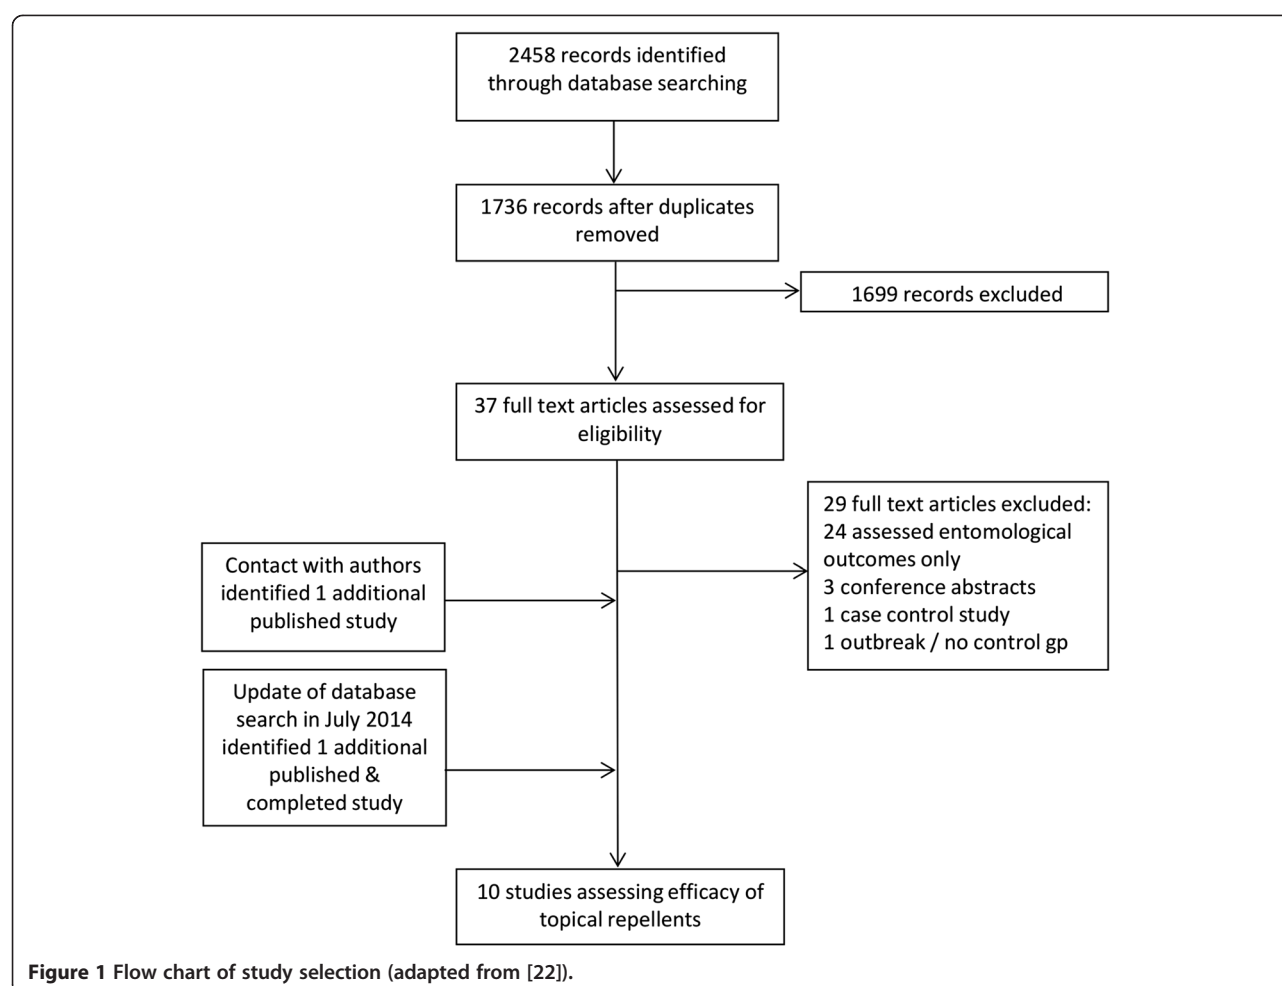 2458 records identified
through database searching
1736 records after duplicates
removed
1699 records excluded
37 full text articles assessed for
eligibility
29 full text articles excluded:
24 assessed entomological
outcomes only
3 conference abstracts
1 case control study
1 outbreak / no control gp
Contact with authors
identified 1 additional
published study
Update of database
search in July 2014
identified 1 additional
published &
completed study
10 studies assessing efficacy of
topical repellents
Figure 1 Flow chart of study selection (adapted from [22]).